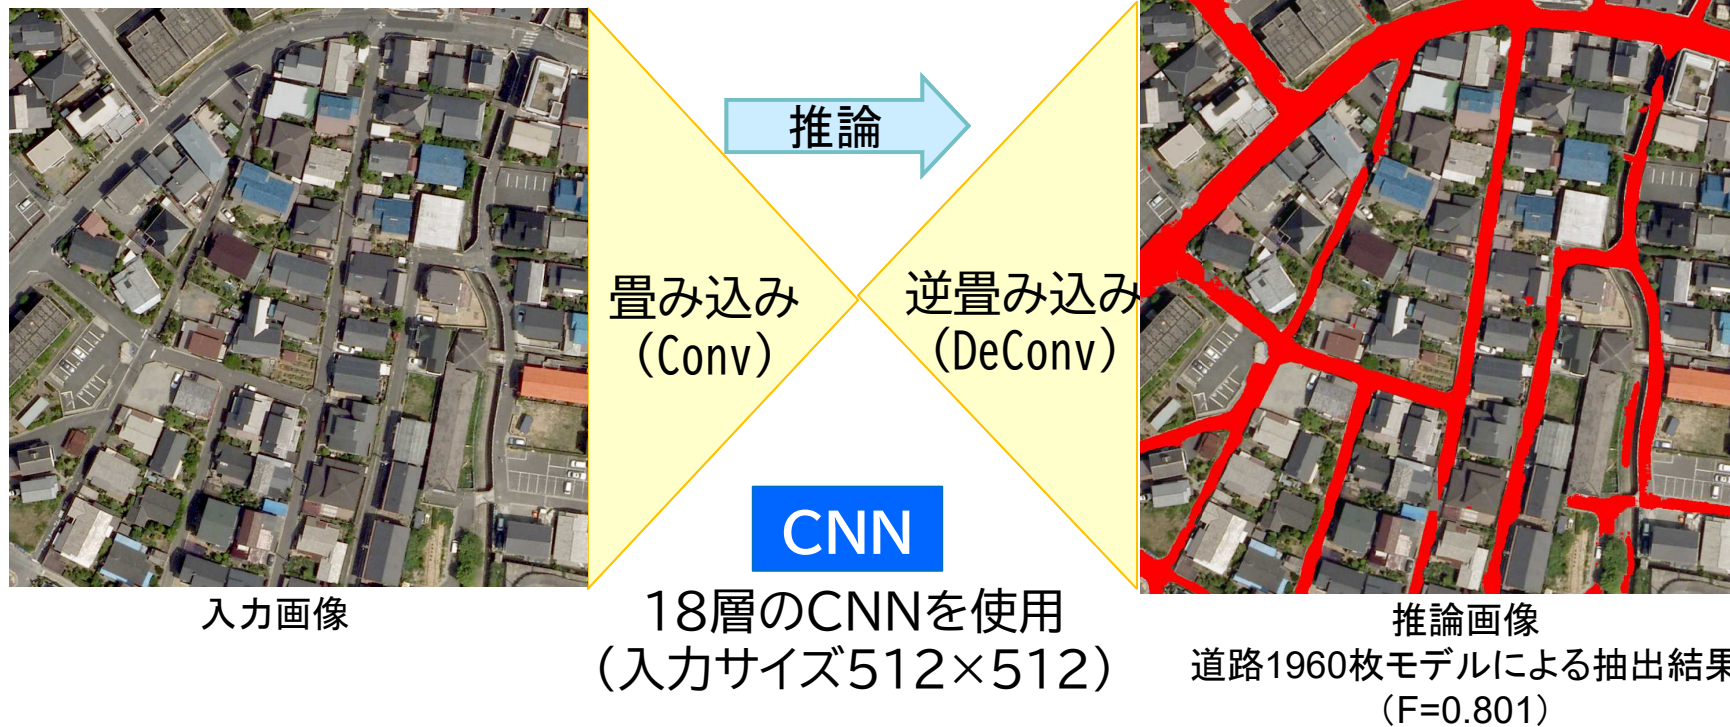 推論
畳み込み
（Conv）
逆畳み込み
（DeConv）
CNN
18層のCNNを使用
（入力サイズ512×512）
入力画像
推論画像
道路1960枚モデルによる抽出結果
（F=0.801）